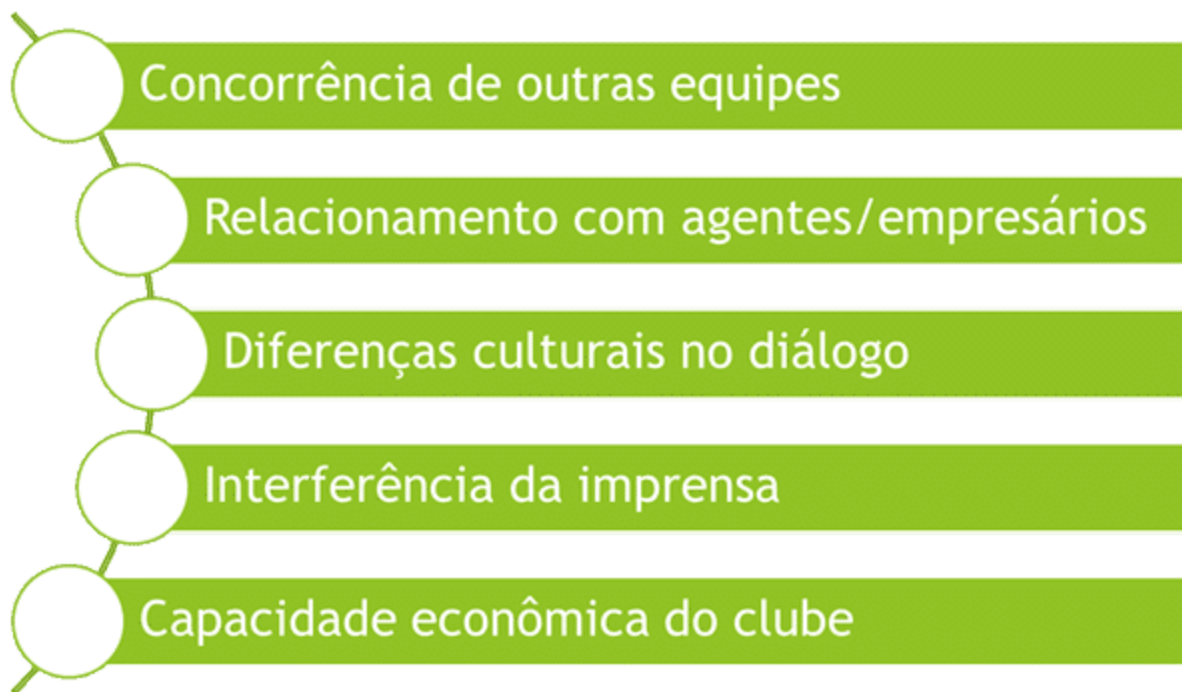 Concorrência de outras equipes
Relacionamento com agentes/empresários
Diferenças culturais no diálogo
Interferência da imprensa
Capacidade econômica do clube